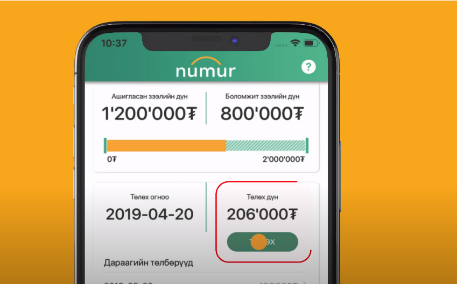 10:37
numur
?
Ашигласан зээлийн дүн
1'200'000₮
Боломжит зээлийн дүн
800'000₮
0₮
2'000'000₮
Төлөх огноо
2019-04-20
Төлөх дүн
206'000₮
Дараагийн төлбөрүүд